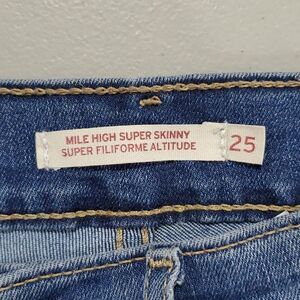 MILE HIGH SUPER SKINNY
SUPER FILIFORME ALTITUDE
25